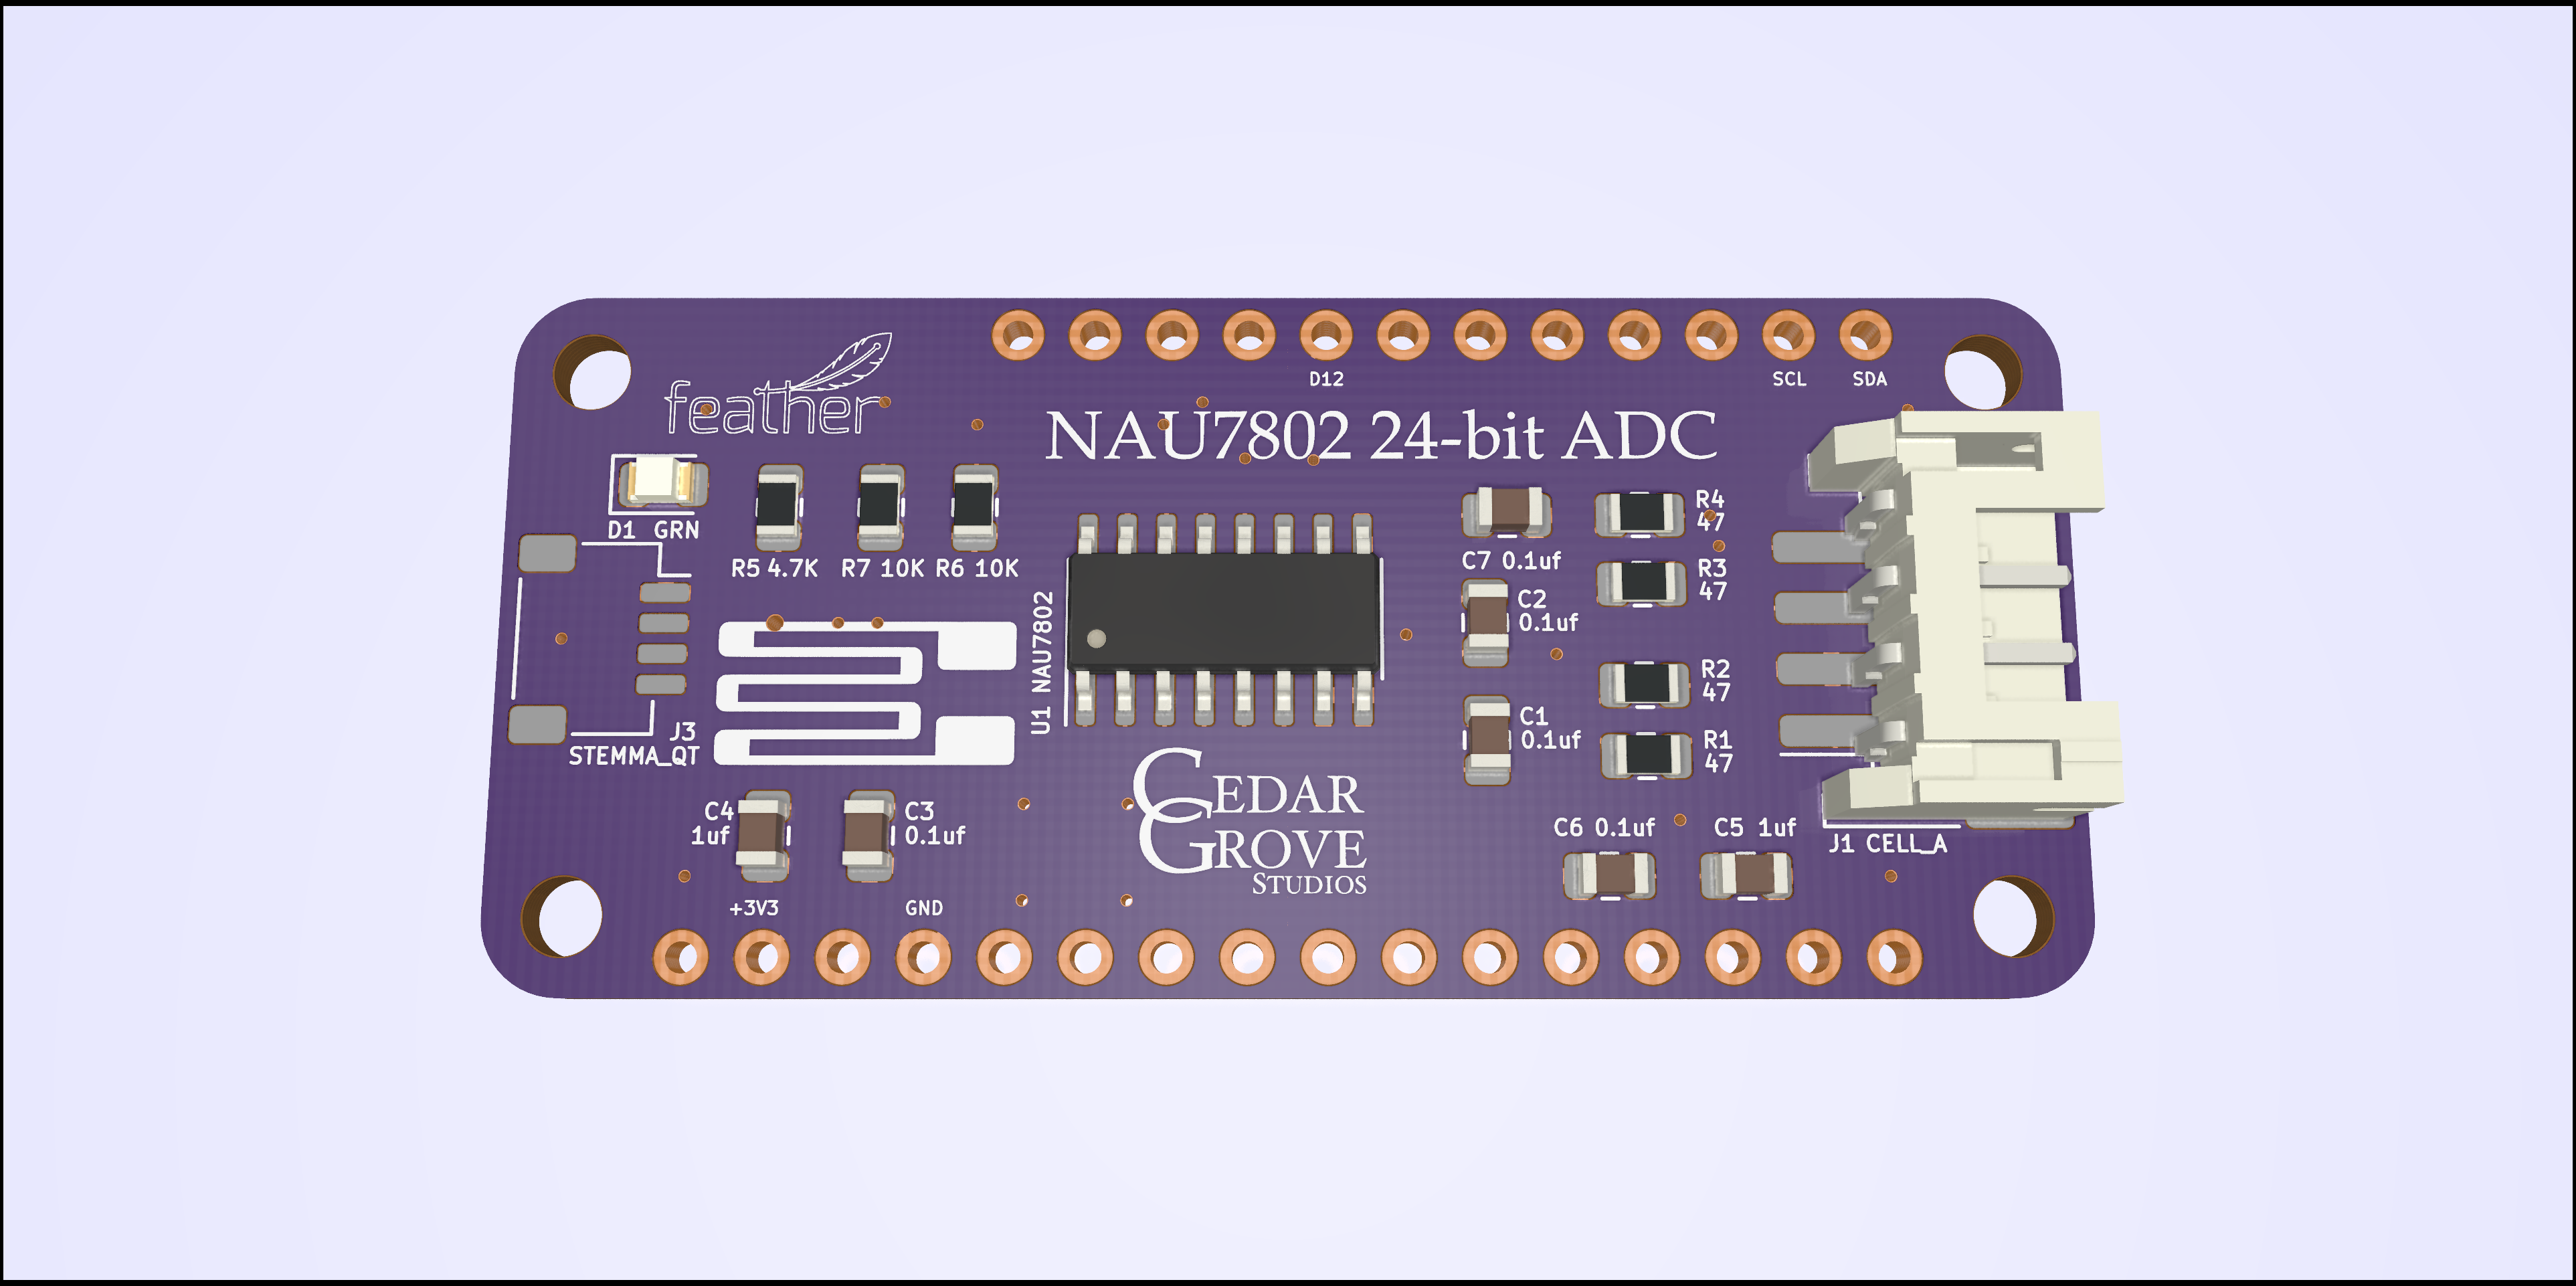 D12
SCL
SDA
feather
NAU7802 24-bit ADC
D1 GRN
R5 4.7K
R7 10K
R6 10K
U1 NAU7802
C7 0.1uf
R4
47
R3
47
C2
0.1uf
R2
47
C1
0.1uf
R1
47
J3
STEMMA_QT
C4
1uf
C3
0.1uf
CEDAR
GROVE
STUDIOS
C6 0.1uf
C5 1uf
J1 CELL_A
+3V3
GND